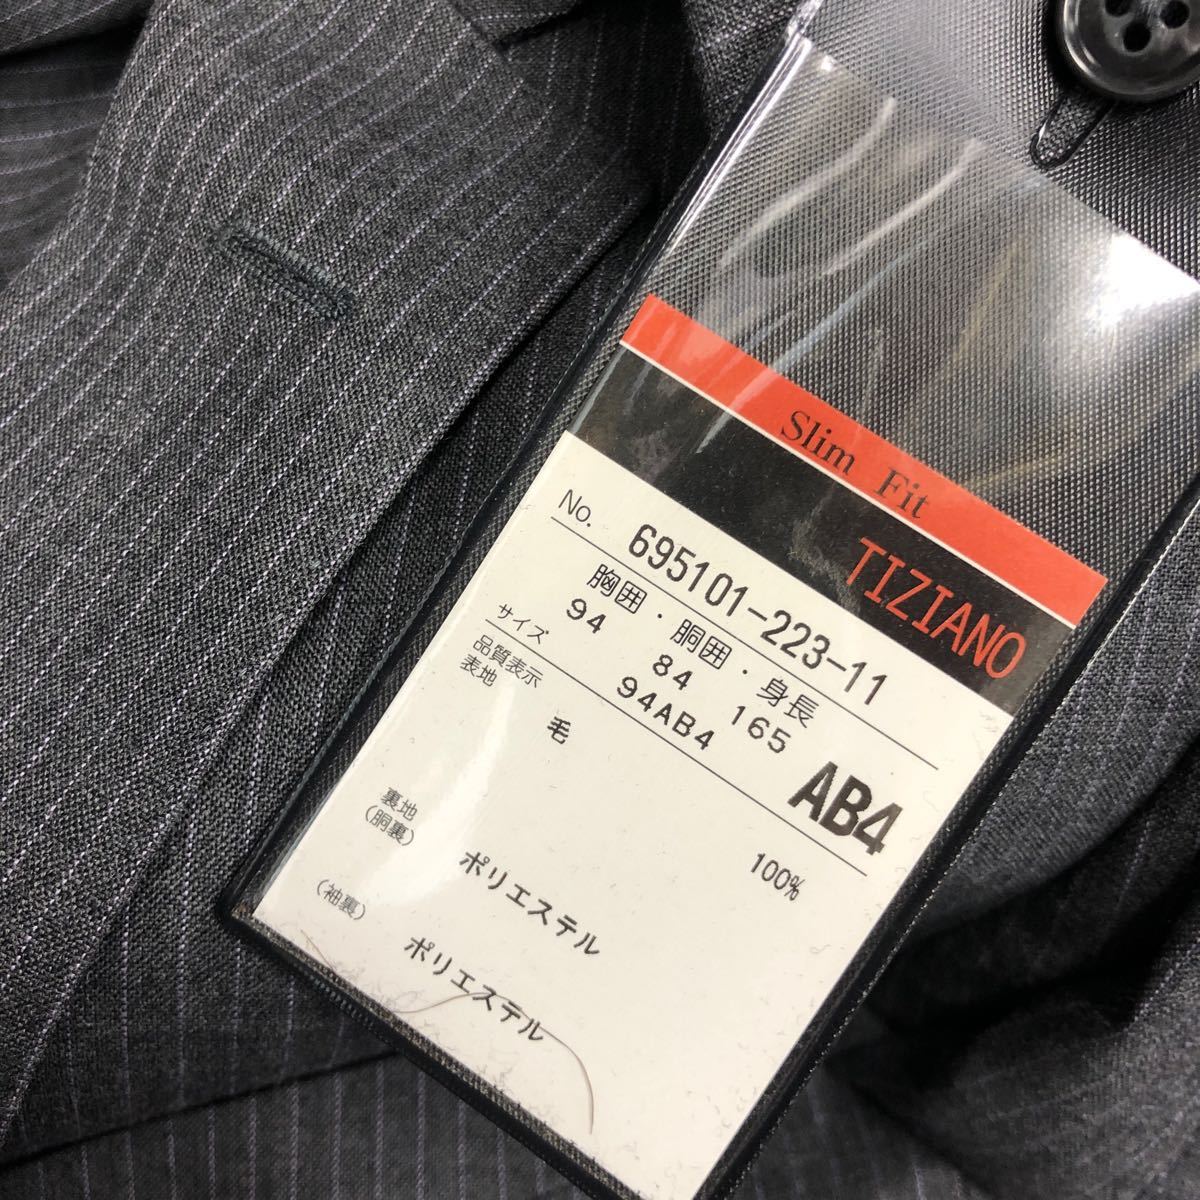 Slim Fit
TIZIANO
No. 695101-223-11
胸囲・胴囲・身長
94 84 165
サイズ 94AB4
AB4
品質表示
表地 毛 100%
裏地
(胴裏) ポリエステル
(袖裏) ポリエステル